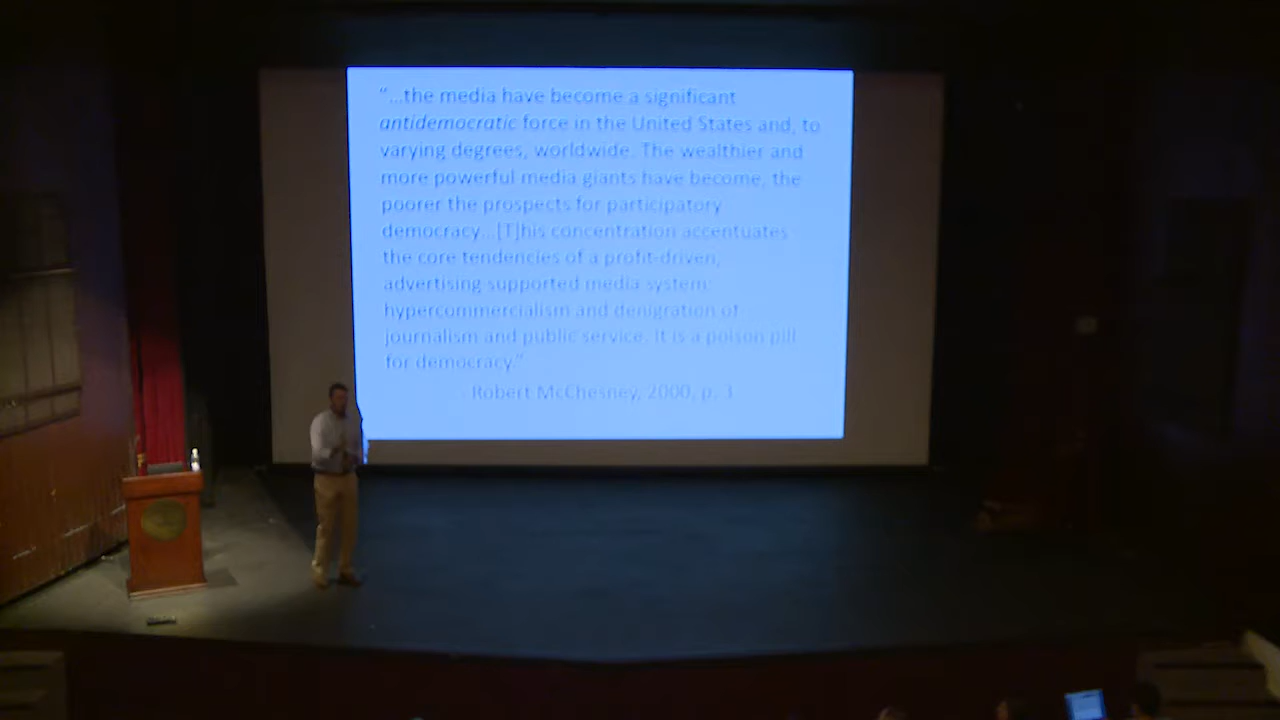 “...the media have become a significant
antidemocratic force in the United States and, to
varying degrees, worldwide. The wealthier and
more powerful media giants have become, the
poorer the prospects for participatory
democracy...[T]his concentration accentuates
the core tendencies of a profit-driven,
advertising supported media system:
hypercommercialism and denigration of
journalism and public service. It is a poison pill
for democracy.”
- Robert McChesney, 2000, p. 3